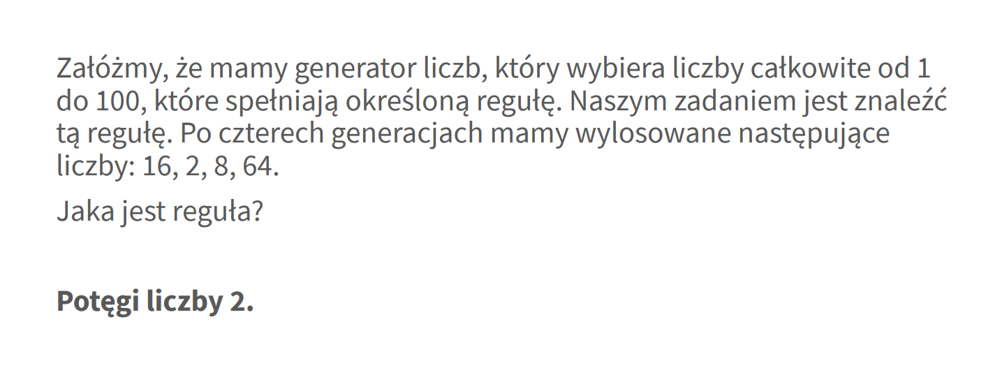 Załóżmy, że mamy generator liczb, który wybiera liczby całkowite od 1
do 100, które spełniają określoną regułę. Naszym zadaniem jest znaleźć
tą regułę. Po czterech generacjach mamy wylosowane następujące
liczby: 16, 2, 8, 64.
Jaka jest reguła?
Potęgi liczby 2.